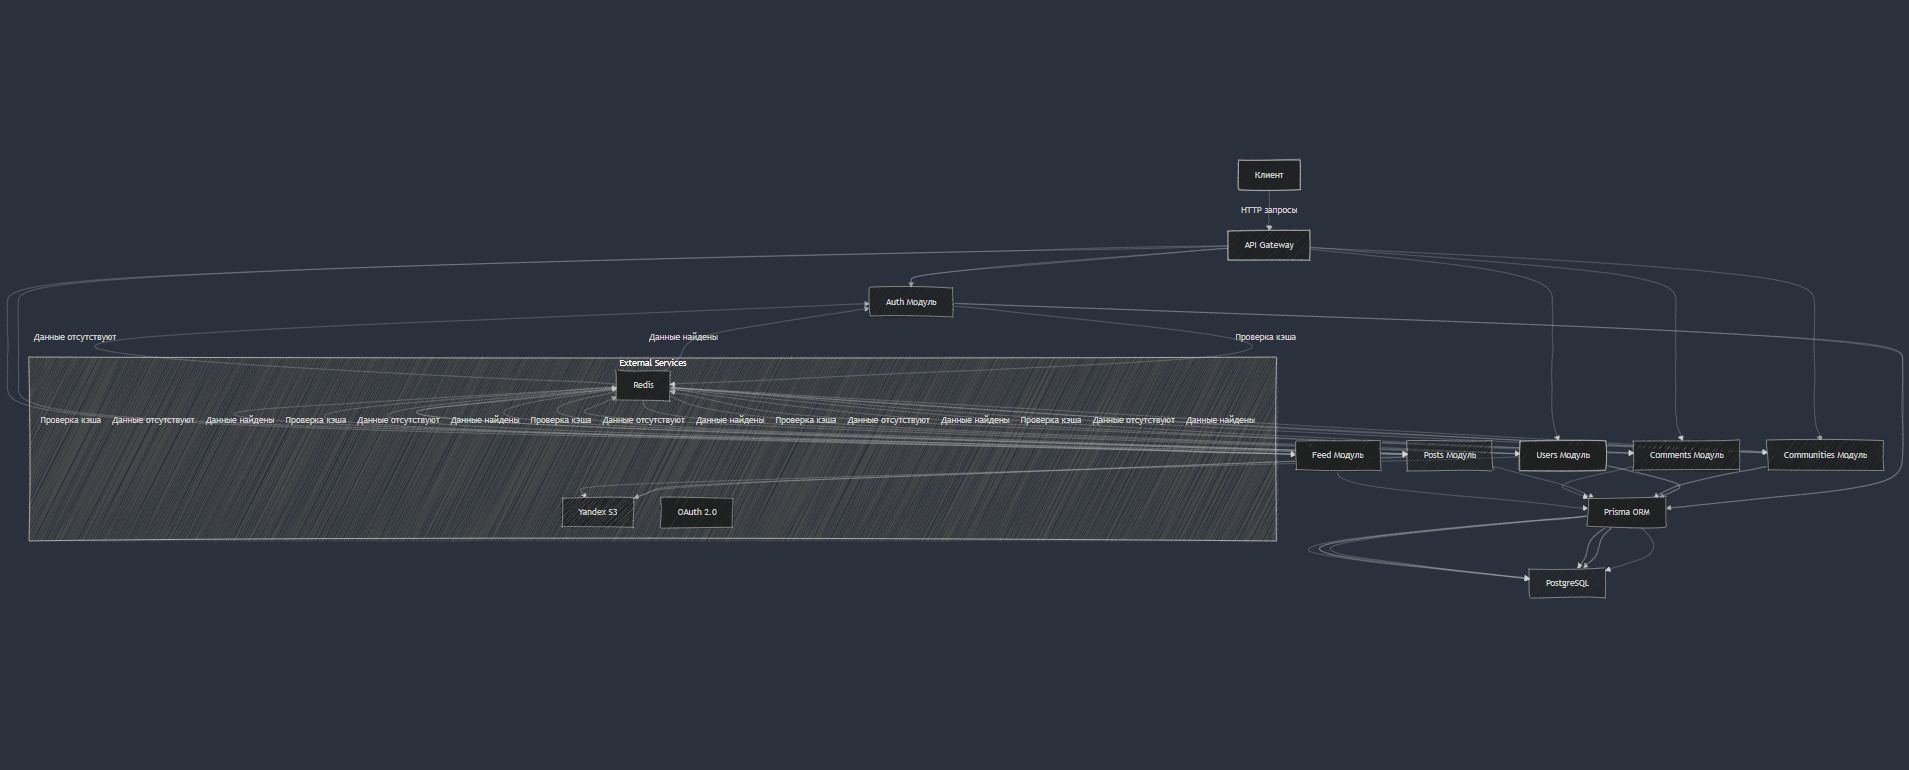 Клиент
HTTP запросы
API Gateway
Auth Модуль
Данные отсутствуют
Данные найдены
Проверка кэша
External Services
Redis
Проверка кэша
Данные отсутствуют
Данные найдены
Проверка кэша
Данные отсутствуют
Данные найдены
Проверка кэша
Данные отсутствуют
Данные найдены
Проверка кэша
Данные отсутствуют
Данные найдены
Проверка кэша
Данные отсутствуют
Данные найдены
Feed Модуль
Posts Модуль
Users Модуль
Comments Модуль
Communities Модуль
Yandex S3
OAuth 2.0
Prisma ORM
PostgreSQL